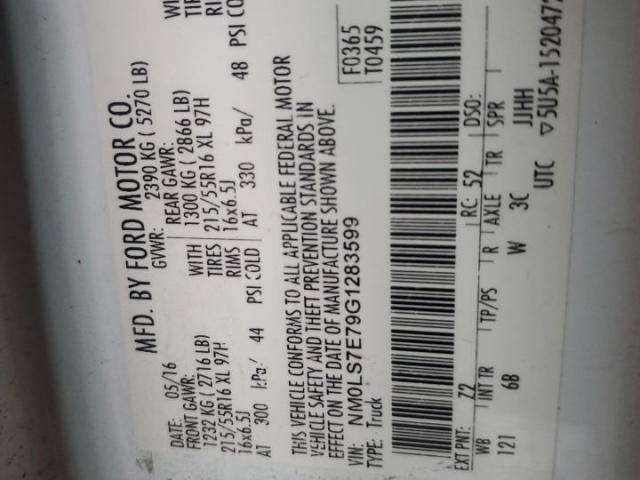 MFD. BY FORD MOTOR CO.
DATE: 05/16 GVWR: 2390 KG ( 5270 LB)
FRONT GAWR: REAR GAWR:
1232 KG ( 2716 LB) WITH 1300 KG ( 2866 LB) WI
215/55R16 XL 97H TIRES 215/55R16 XL 97H TIR
16x6.5J RIMS 16x6.5J RI
AT 300 kPa/ 44 PSI COLD AT 330 kPa/ 48 PSI COLD
THIS VEHICLE CONFORMS TO ALL APPLICABLE FEDERAL MOTOR
VEHICLE SAFETY AND THEFT PREVENTION STANDARDS IN
EFFECT ON THE DATE OF MANUFACTURE SHOWN ABOVE.
F0365
T0459
VIN: NM0LS7E79G1283599
TYPE: Truck
EXT PNT: Z2 RC: 52 DSO:
WB INT TR TP/PS R AXLE TR SPR
121 6B W 3C JJHH
UTC ▽5U5A-1520472